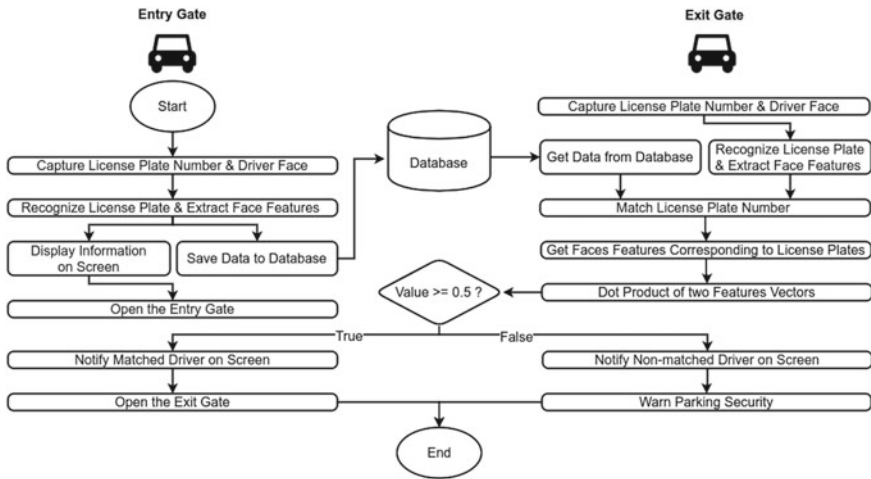 Entry Gate
Exit Gate
Start
Capture License Plate Number & Driver Face
Recognize License Plate & Extract Face Features
Display Information
on Screen
Save Data to Database
Open the Entry Gate
Database
Capture License Plate Number & Driver Face
Get Data from Database
Recognize License Plate
& Extract Face Features
Match License Plate Number
Get Faces Features Corresponding to License Plates
Dot Product of two Features Vectors
Value >= 0.5 ?
True
False
Notify Matched Driver on Screen
Notify Non-matched Driver on Screen
Open the Exit Gate
Warn Parking Security
End